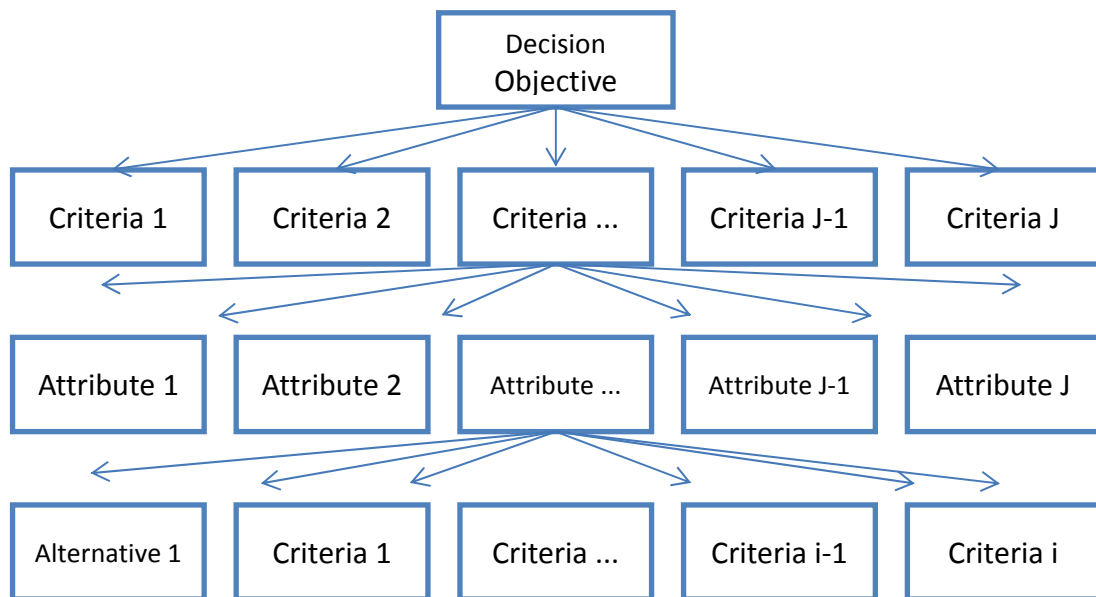 Decision
Objective
Criteria 1
Criteria 2
Criteria ...
Criteria J-1
Criteria J
Attribute 1
Attribute 2
Attribute ...
Attribute J-1
Attribute J
Alternative 1
Criteria 1
Criteria ...
Criteria i-1
Criteria i